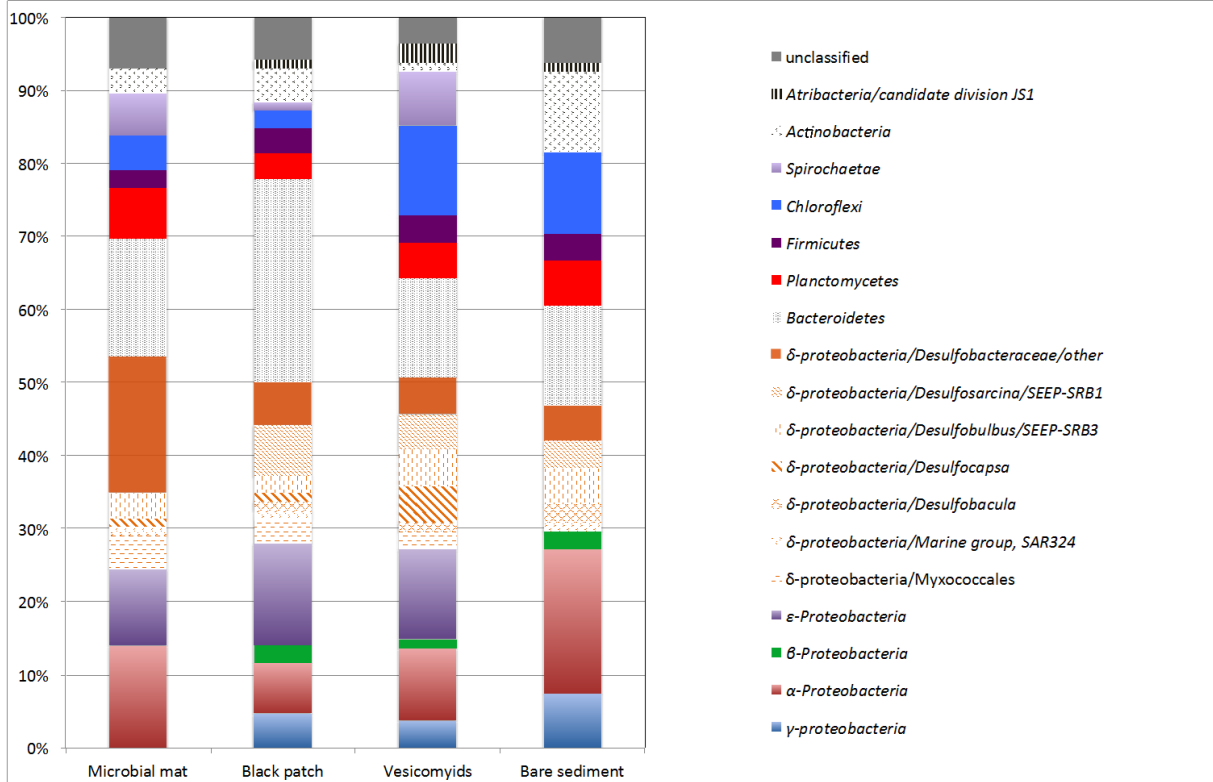 100%
90%
80%
70%
60%
50%
40%
30%
20%
10%
0%
Microbial mat
Black patch
Vesicomyids
Bare sediment
unclassified
Atribacteria/candidate division JS1
Actinobacteria
Spirochaetae
Chloroflexi
Firmicutes
Planctomycetes
Bacteroidetes
δ-proteobacteria/Desulfobacteraceae/other
δ-proteobacteria/Desulfosarcina/SEEP-SRB1
δ-proteobacteria/Desulfobulbus/SEEP-SRB3
δ-proteobacteria/Desulfocapsa
δ-proteobacteria/Desulfobacula
δ-proteobacteria/Marine group, SAR324
δ-proteobacteria/Myxococcales
ε-Proteobacteria
β-Proteobacteria
α-Proteobacteria
γ-proteobacteria